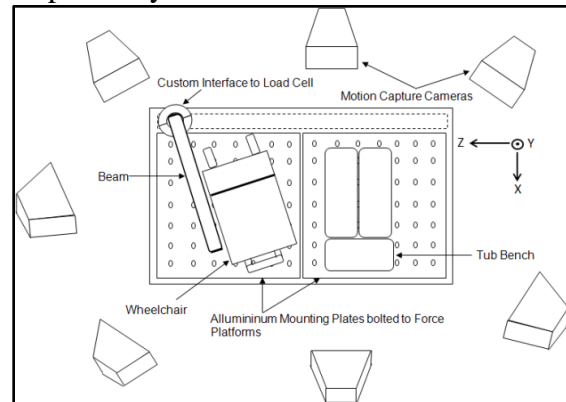 Custom Interface to Load Cell
Motion Capture Cameras
Z
Y
X
Beam
Tub Bench
Wheelchair
Allumininum Mounting Plates bolted to Force
Platforms